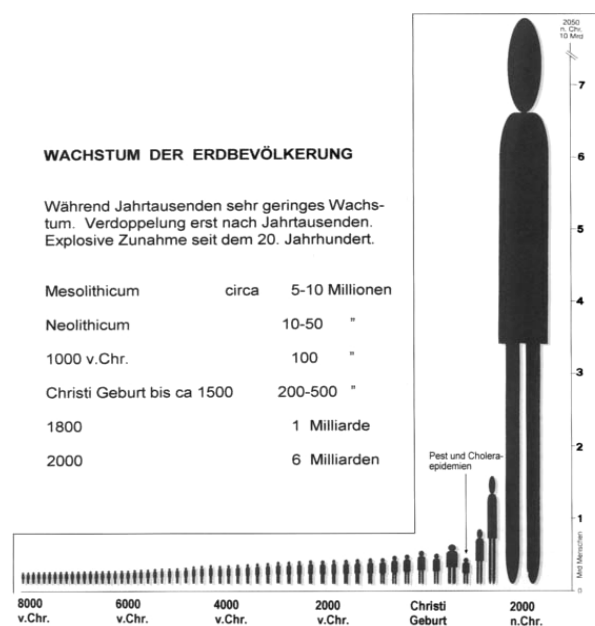 WACHSTUM DER ERDBEVÖLKERUNG
Während Jahrtausenden sehr geringes Wachs-
tum. Verdoppelung erst nach Jahrtausenden.
Explosive Zunahme seit dem 20. Jahrhundert.
Mesolithicum circa 5-10 Millionen
Neolithicum 10-50 "
1000 v.Chr. 100 "
Christi Geburt bis ca 1500 200-500 "
1800 1 Milliarde
2000 6 Milliarden
2050
n. Chr.
10 Mrd
7
6
5
4
3
2
1
0
Mrd Menschen
Pest und Cholera-
epidemien
8000 6000 4000 2000 Christi 2000
v.Chr. v.Chr. v.Chr. v.Chr. Geburt n.Chr.